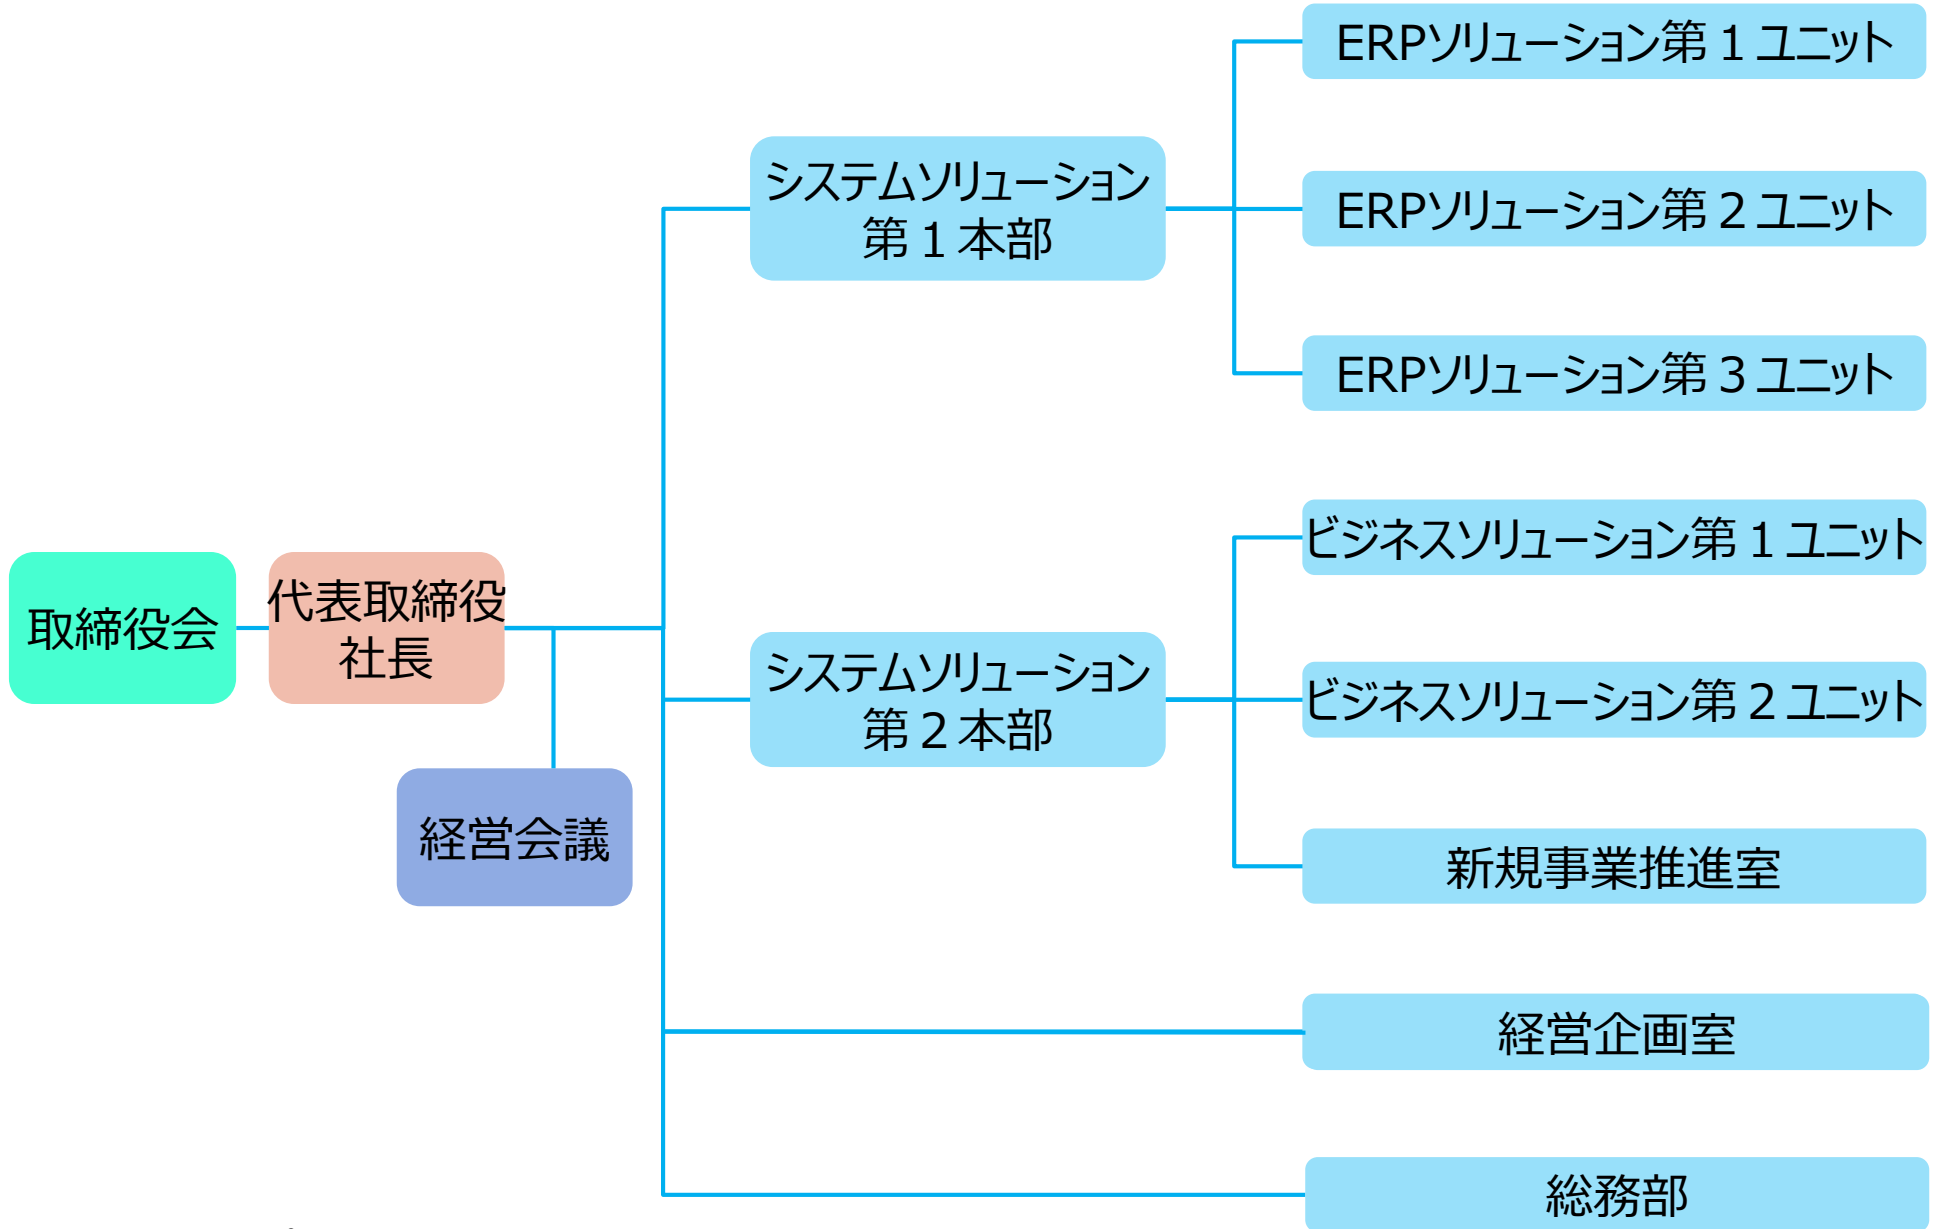 取締役会
代表取締役
社長
経営会議
システムソリューション
第１本部
ERPソリューション第１ユニット
ERPソリューション第２ユニット
ERPソリューション第３ユニット
システムソリューション
第２本部
ビジネスソリューション第１ユニット
ビジネスソリューション第２ユニット
新規事業推進室
経営企画室
総務部